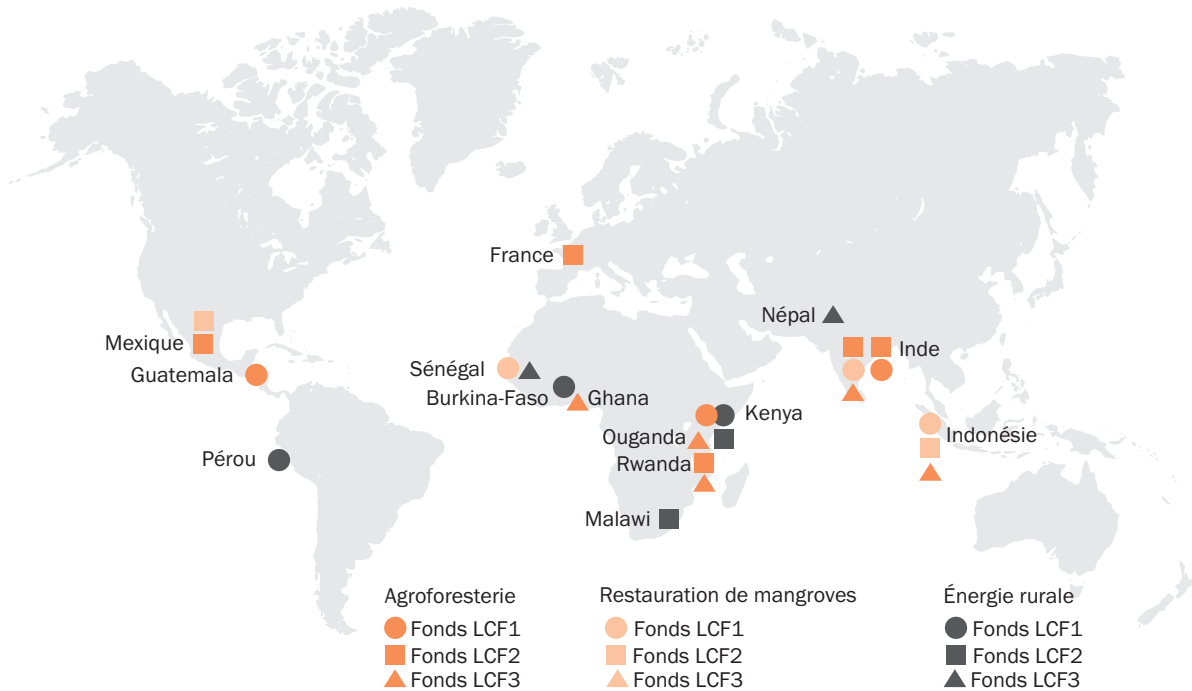 France
Népal
Mexique
Inde
Guatemala
Sénégal
Burkina-Faso
Ghana
Kenya
Ouganda
Indonésie
Pérou
Rwanda
Malawi
Agroforesterie
Fonds LCF1
Fonds LCF2
Fonds LCF3
Restauration de mangroves
Fonds LCF1
Fonds LCF2
Fonds LCF3
Énergie rurale
Fonds LCF1
Fonds LCF2
Fonds LCF3